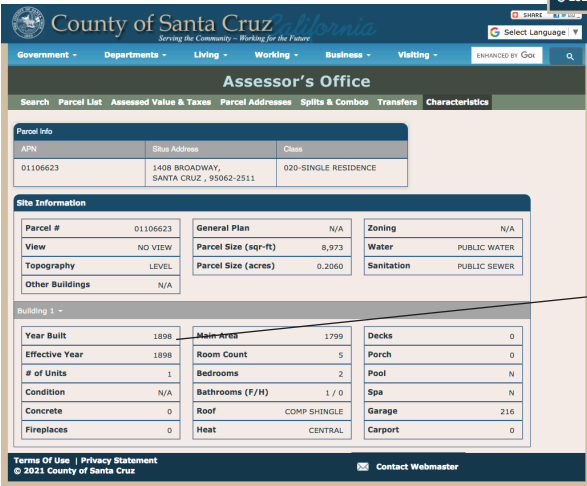 County of Santa Cruz California
Serving the Community – Working for the Future
SHARE
Select Language ▼
Government Departments Living Working Business Visiting ENHANCED BY
Assessor's Office
Search Parcel List Assessed Value & Taxes Parcel Addresses Splits & Combos Transfers Characteristics
Parcel Info
APN Situs Address Class
01106623 1408 BROADWAY, 020-SINGLE RESIDENCE
SANTA CRUZ , 95062-2511
Site Information
Parcel # 01106623 General Plan N/A Zoning N/A
View NO VIEW Parcel Size (sqr-ft) 8,973 Water PUBLIC WATER
Topography LEVEL Parcel Size (acres) 0.2060 Sanitation PUBLIC SEWER
Other Buildings N/A
Building 1
Year Built 1898 Main Area 1799 Decks 0
Effective Year 1898 Room Count 5 Porch 0
# of Units 1 Bedrooms 2 Pool N
Condition N/A Bathrooms (F/H) 1 / 0 Spa N
Concrete 0 Roof COMP SHINGLE Garage 216
Fireplaces 0 Heat CENTRAL Carport 0
Terms Of Use | Privacy Statement
© 2021 County of Santa Cruz
Contact Webmaster